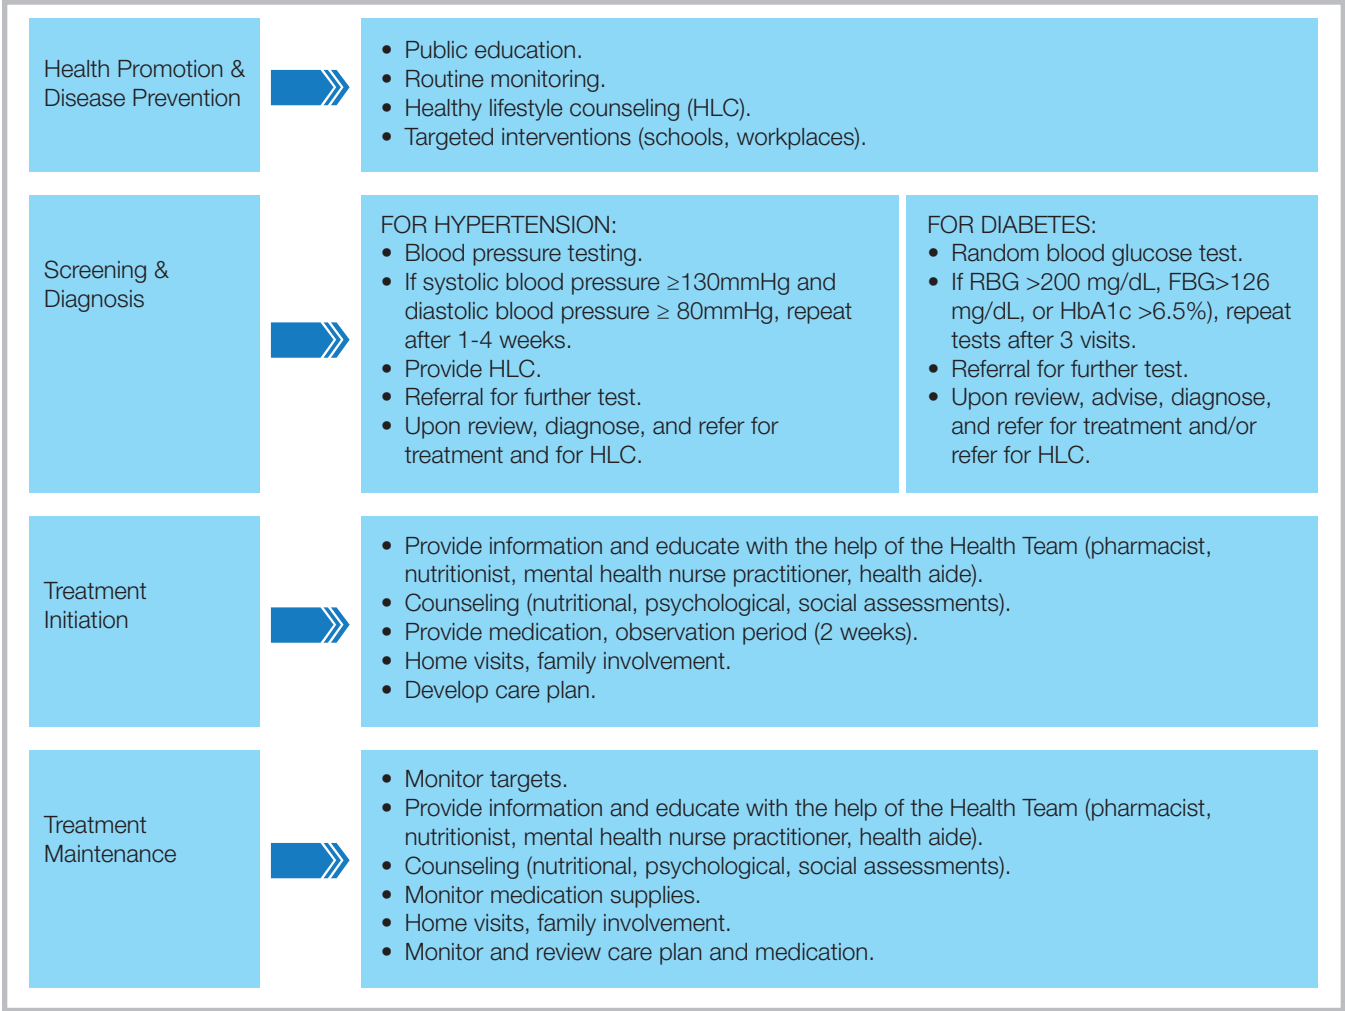 Health Promotion &
Disease Prevention
• Public education.
• Routine monitoring.
• Healthy lifestyle counseling (HLC).
• Targeted interventions (schools, workplaces).
Screening &
Diagnosis
FOR HYPERTENSION:
• Blood pressure testing.
• If systolic blood pressure ≥130mmHg and
diastolic blood pressure ≥ 80mmHg, repeat
after 1-4 weeks.
• Provide HLC.
• Referral for further test.
• Upon review, diagnose, and refer for
treatment and for HLC.
FOR DIABETES:
• Random blood glucose test.
• If RBG >200 mg/dL, FBG>126
mg/dL, or HbA1c >6.5%), repeat
tests after 3 visits.
• Referral for further test.
• Upon review, advise, diagnose,
and refer for treatment and/or
refer for HLC.
Treatment
Initiation
• Provide information and educate with the help of the Health Team (pharmacist,
nutritionist, mental health nurse practitioner, health aide).
• Counseling (nutritional, psychological, social assessments).
• Provide medication, observation period (2 weeks).
• Home visits, family involvement.
• Develop care plan.
Treatment
Maintenance
• Monitor targets.
• Provide information and educate with the help of the Health Team (pharmacist,
nutritionist, mental health nurse practitioner, health aide).
• Counseling (nutritional, psychological, social assessments).
• Monitor medication supplies.
• Home visits, family involvement.
• Monitor and review care plan and medication.